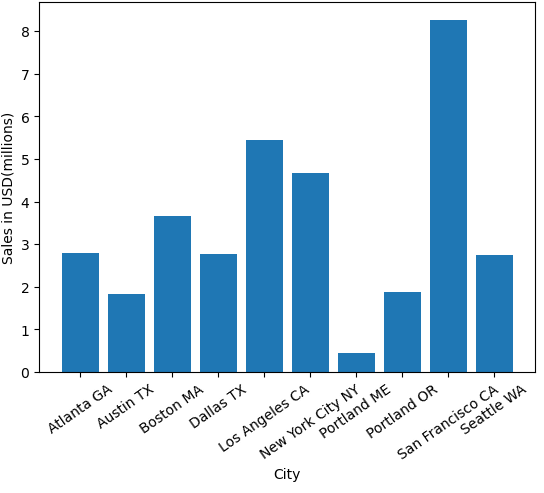 Sales in USD(millions)
8
7
6
5
4
3
2
1
0
Atlanta GA
Austin TX
Boston MA
Dallas TX
Los Angeles CA
New York City NY
Portland ME
Portland OR
San Francisco CA
Seattle WA
City